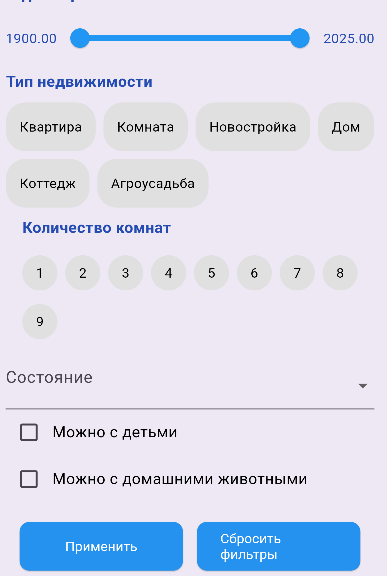 1900.00 2025.00
Тип недвижимости
Квартира Комната Новостройка Дом
Коттедж Агроусадьба
Количество комнат
1 2 3 4 5 6 7 8
9
Состояние
Можно с детьми
Можно с домашними животными
Применить
Сбросить
фильтры